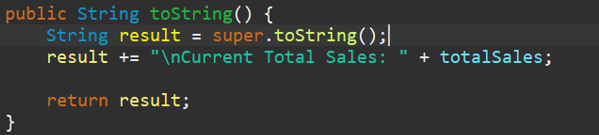 public String toString() {
    String result = super.toString();
    result += "\nCurrent Total Sales: " + totalSales;

    return result;
}